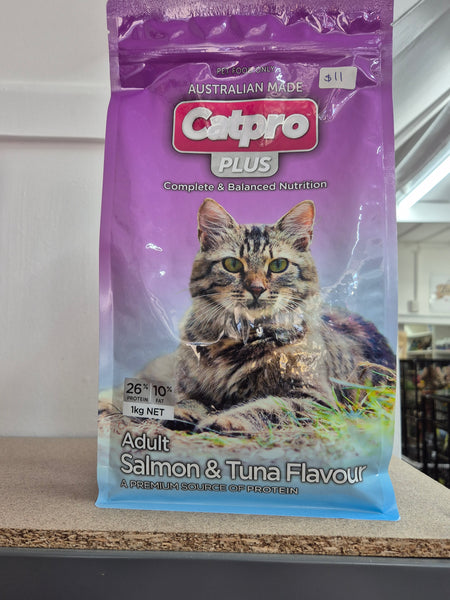 PET FOOD ONLY
$11
AUSTRALIAN MADE
Catpro
PLUS
Complete & Balanced Nutrition
26% 10%
PROTEIN FAT
1kg NET
Adult
Salmon & Tuna Flavour
A PREMIUM SOURCE OF PROTEIN